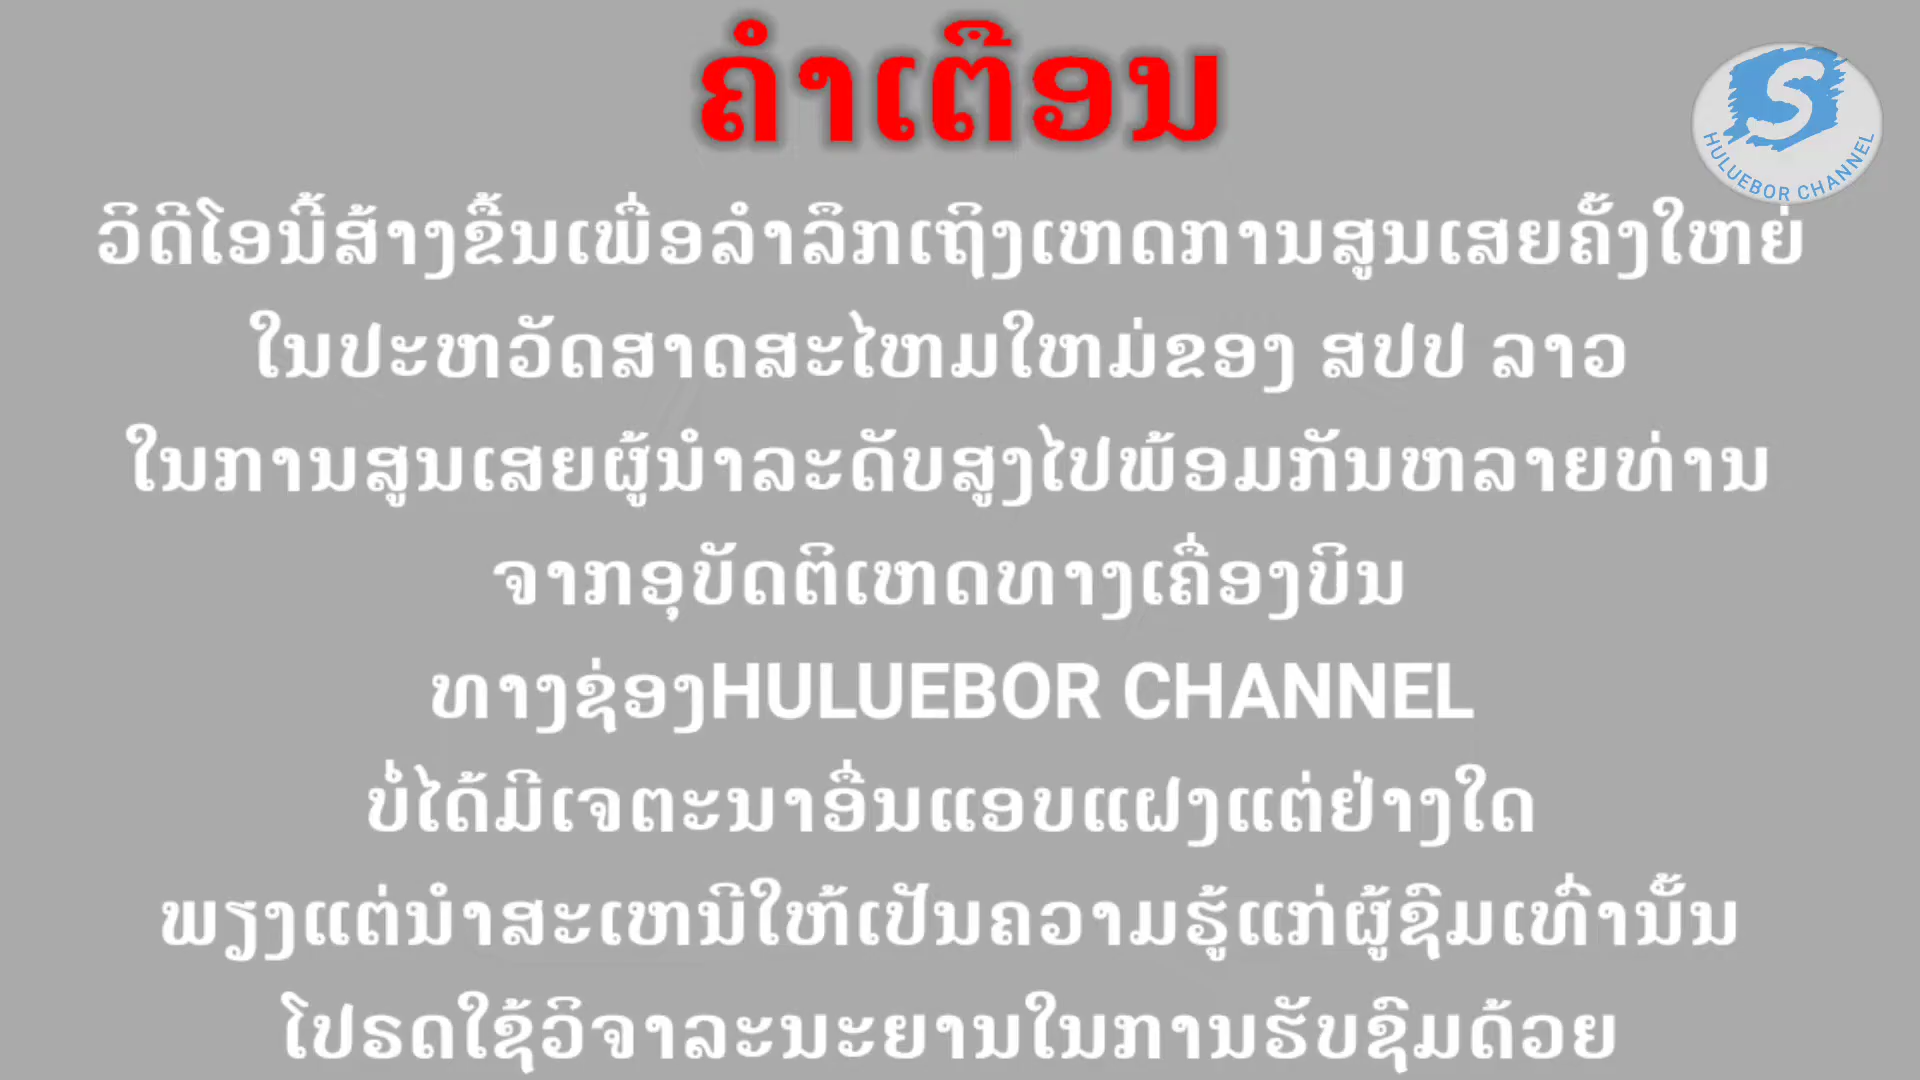 ຄຳເຕືອນ
S
HULUEBOR CHANNEL
ວິດີໂອນີ້ສ້າງຂື້ນເພື່ອລຳລຶກເຖິງເຫດການສູນເສຍຄັ້ງໃຫຍ່
ໃນປະຫວັດສາດສະໄຫມໃຫມ່ຂອງ ສປປ ລາວ
ໃນການສູນເສຍຜູ້ນຳລະດັບສູງໄປພ້ອມກັນຫລາຍທ່ານ
ຈາກອຸບັດຕິເຫດທາງເຄື່ອງບິນ
ທາງຊ່ອງHULUEBOR CHANNEL
ບໍ່ໄດ້ມີເຈຕະນາອື່ນແອບແຝງແຕ່ຢ່າງໃດ
ພຽງແຕ່ນຳສະເຫນີໃຫ້ເປັນຄວາມຮູ້ແກ່ຜູ້ຊົມເທົ່ານັ້ນ
ໂປຣດໃຊ້ວິຈາລະນະຍານໃນການຮັບຊົມດ້ວຍ